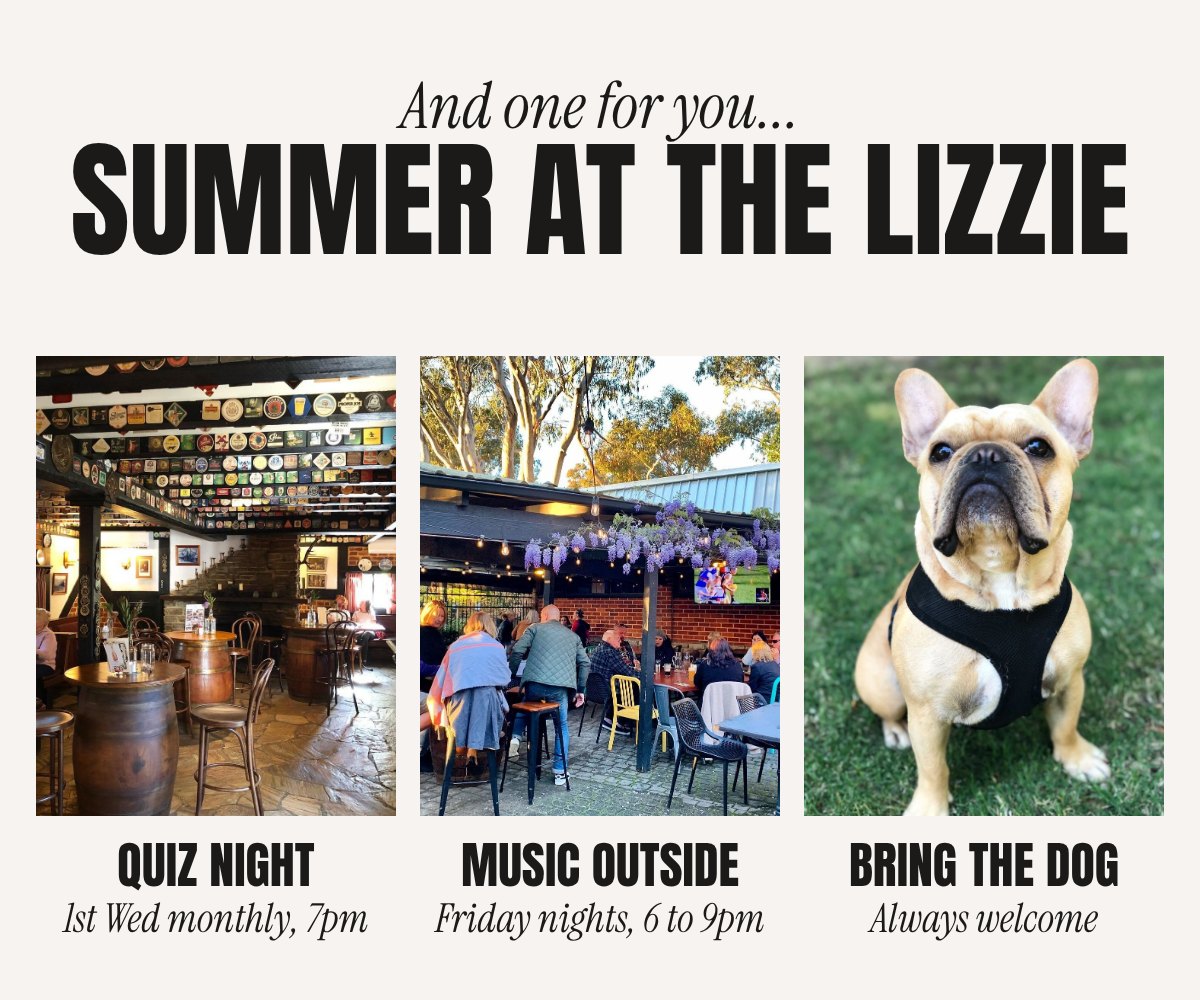 And one for you...
SUMMER AT THE LIZZIE
QUIZ NIGHT
1st Wed monthly, 7pm
MUSIC OUTSIDE
Friday nights, 6 to 9pm
BRING THE DOG
Always welcome